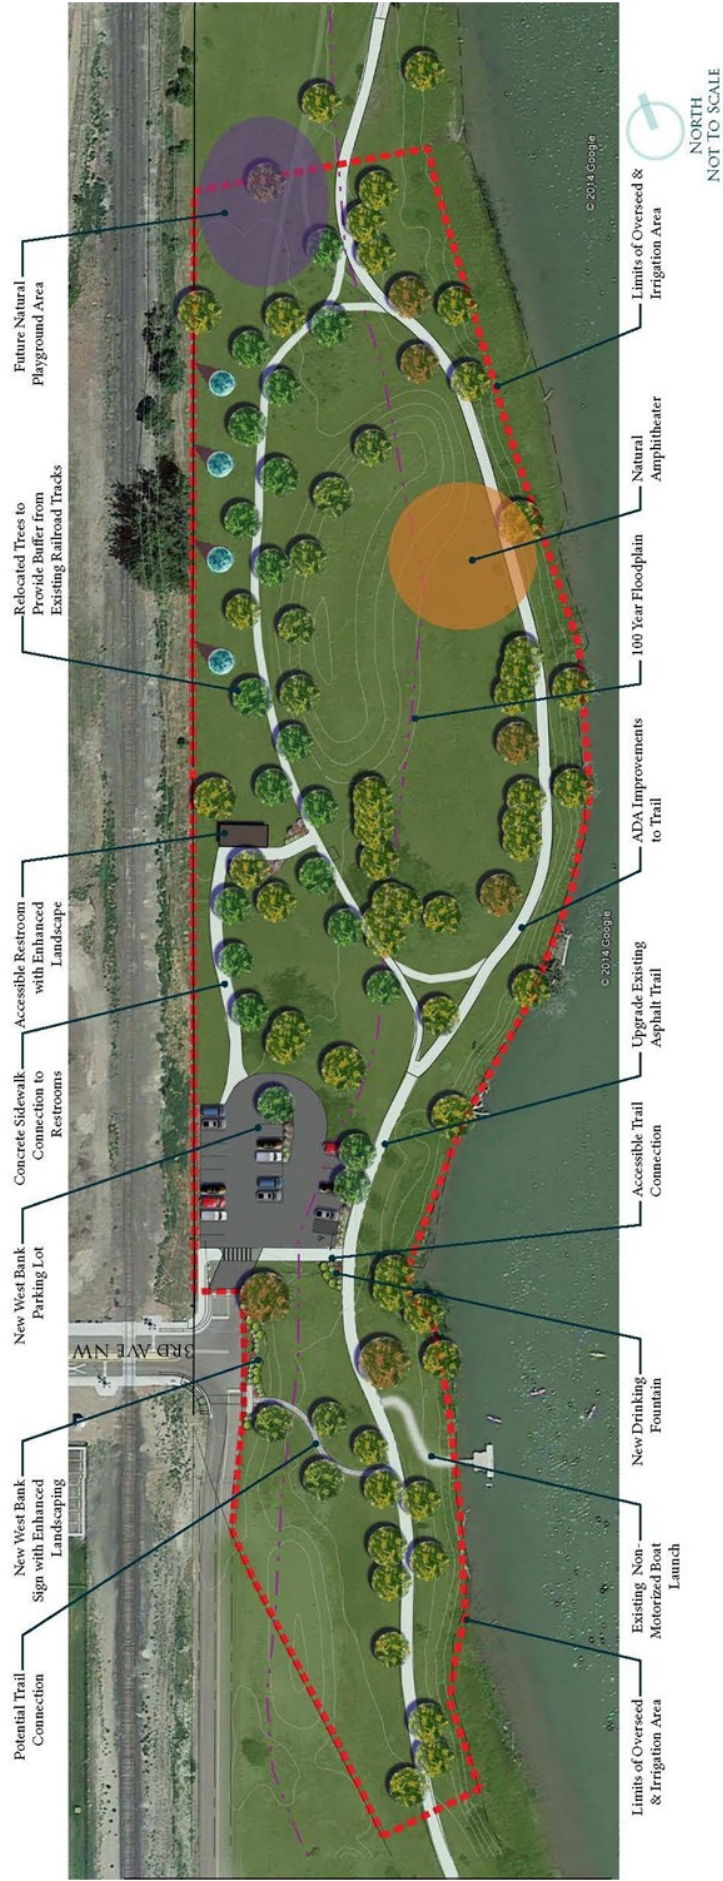 Potential Trail
Connection
New West Bank
Sign with Enhanced
Landscaping
New West Bank
Parking Lot
Concrete Sidewalk
Connection to
Restrooms
Accessible Restroom
with Enhanced
Landscape
Relocated Trees to
Provide Buffer from
Existing Railroad Tracks
Future Natural
Playground Area
3RD AVE NW
© 2014 Google
© 2014 Google
Limits of Overseed
& Irrigation Area
Existing Non-
Motorized Boat
Launch
New Drinking
Fountain
Accessible Trail
Connection
Upgrade Existing
Asphalt Trail
ADA Improvements
to Trail
100 Year Floodplain
Natural
Amphitheater
Limits of Overseed &
Irrigation Area
NORTH
NOT TO SCALE